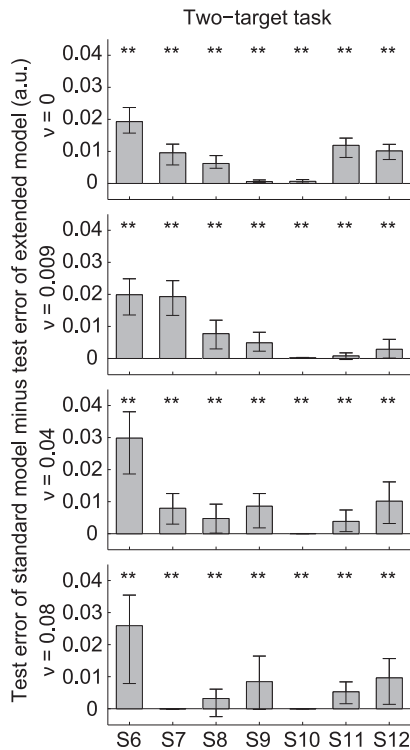 Two-target task
Test error of standard model minus test error of extended model (a.u.)
ν = 0
0.04
0.03
0.02
0.01
0
** ** ** ** ** ** **
ν = 0.009
0.04
0.03
0.02
0.01
0
** ** ** ** ** ** **
ν = 0.04
0.04
0.03
0.02
0.01
0
** ** ** ** ** ** **
ν = 0.08
0.04
0.03
0.02
0.01
0
** ** ** ** ** ** **
S6 S7 S8 S9 S10 S11 S12